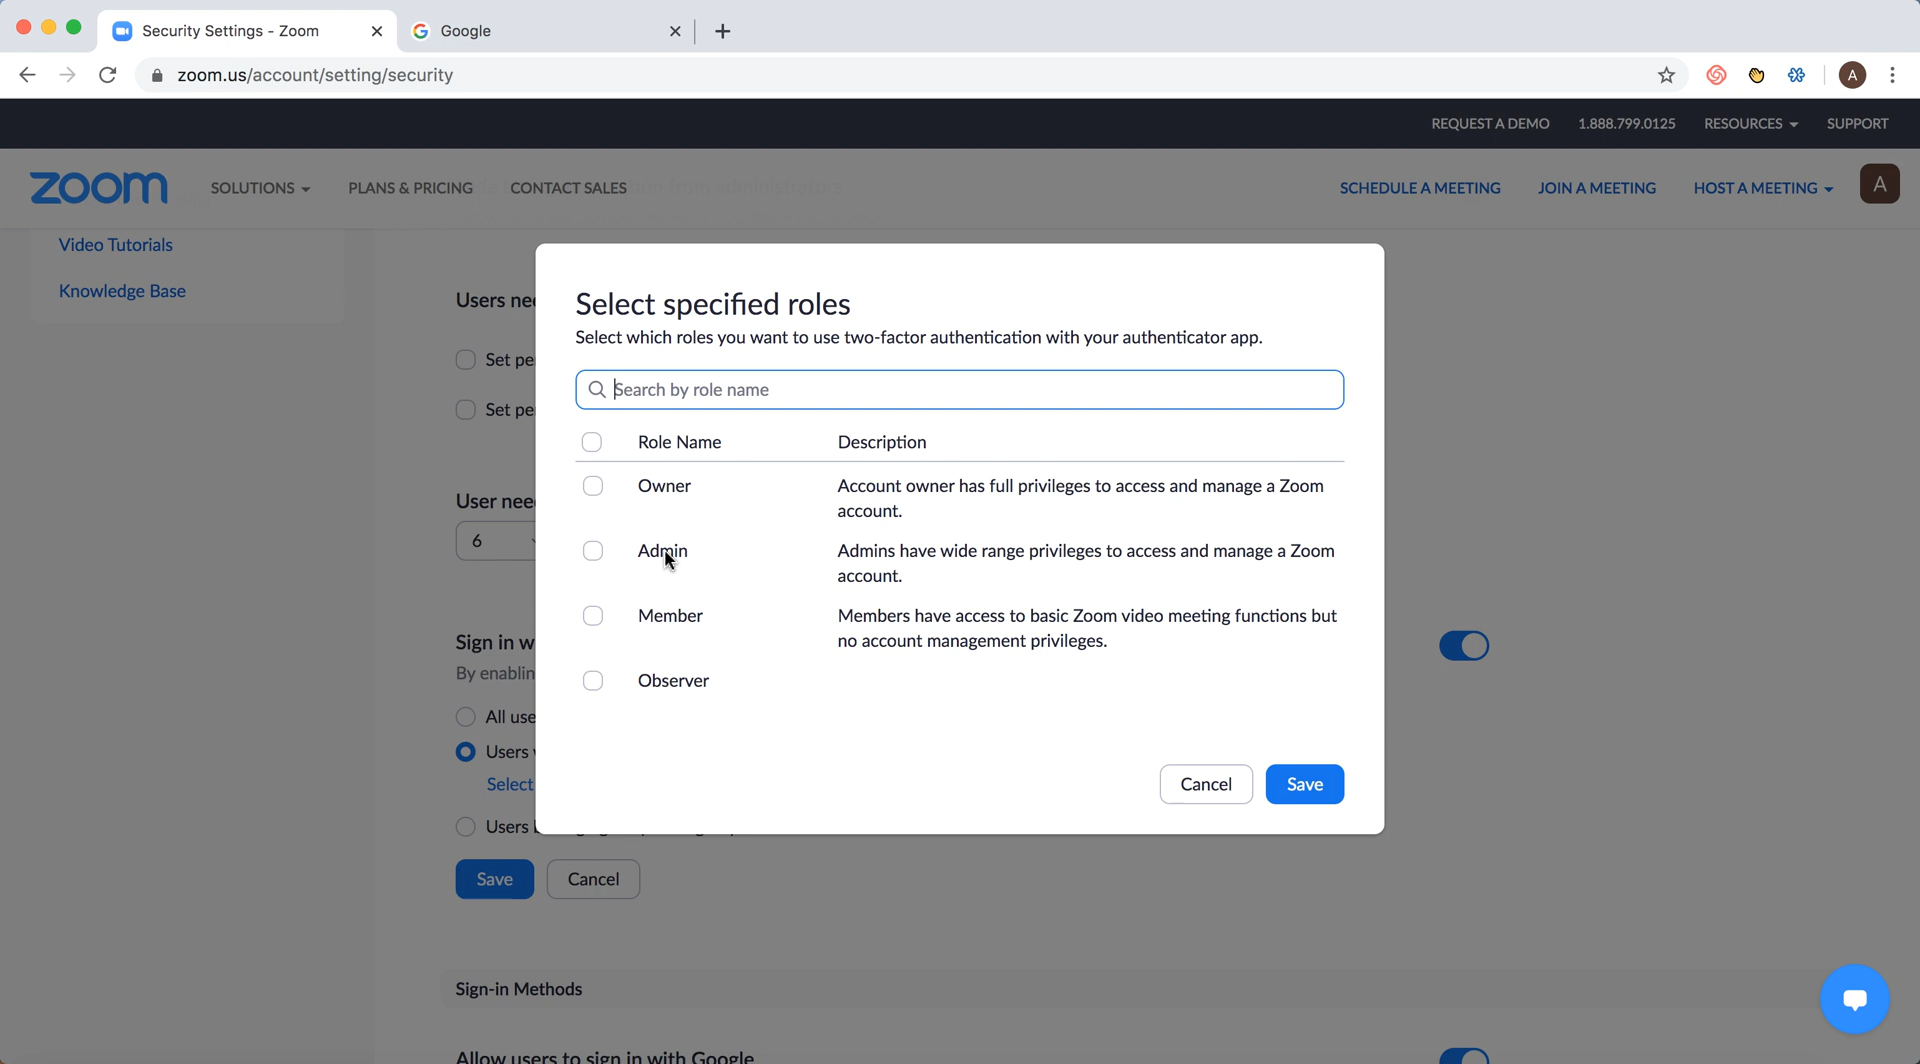 Security Settings - Zoom
Google
zoom.us/account/setting/security
A
REQUEST A DEMO 1.888.799.0125 RESOURCES SUPPORT
zoom SOLUTIONS PLANS & PRICING CONTACT SALES SCHEDULE A MEETING JOIN A MEETING HOST A MEETING A
Video Tutorials
Knowledge Base
Users
Set
Set
User
6
Sign in
By
All
Users
Select
Users
Save Cancel
Select specified roles
Select which roles you want to use two-factor authentication with your authenticator app.
Search by role name
Role Name Description
Owner Account owner has full privileges to access and manage a Zoom
account.
Admin Admins have wide range privileges to access and manage a Zoom
account.
Member Members have access to basic Zoom video meeting functions but
no account management privileges.
Observer
Cancel Save
Sign-in Methods
Allow users to sign in with Google